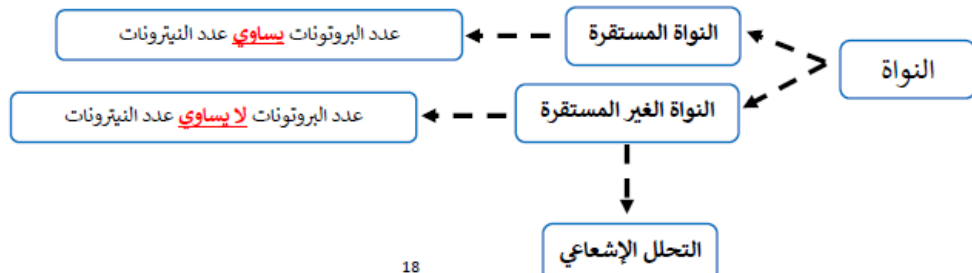 النواة
النواة المستقرة
عدد البروتونات يساوي عدد النيترونات
النواة الغير المستقرة
عدد البروتونات لا يساوي عدد النيترونات
التحلل الإشعاعي
18